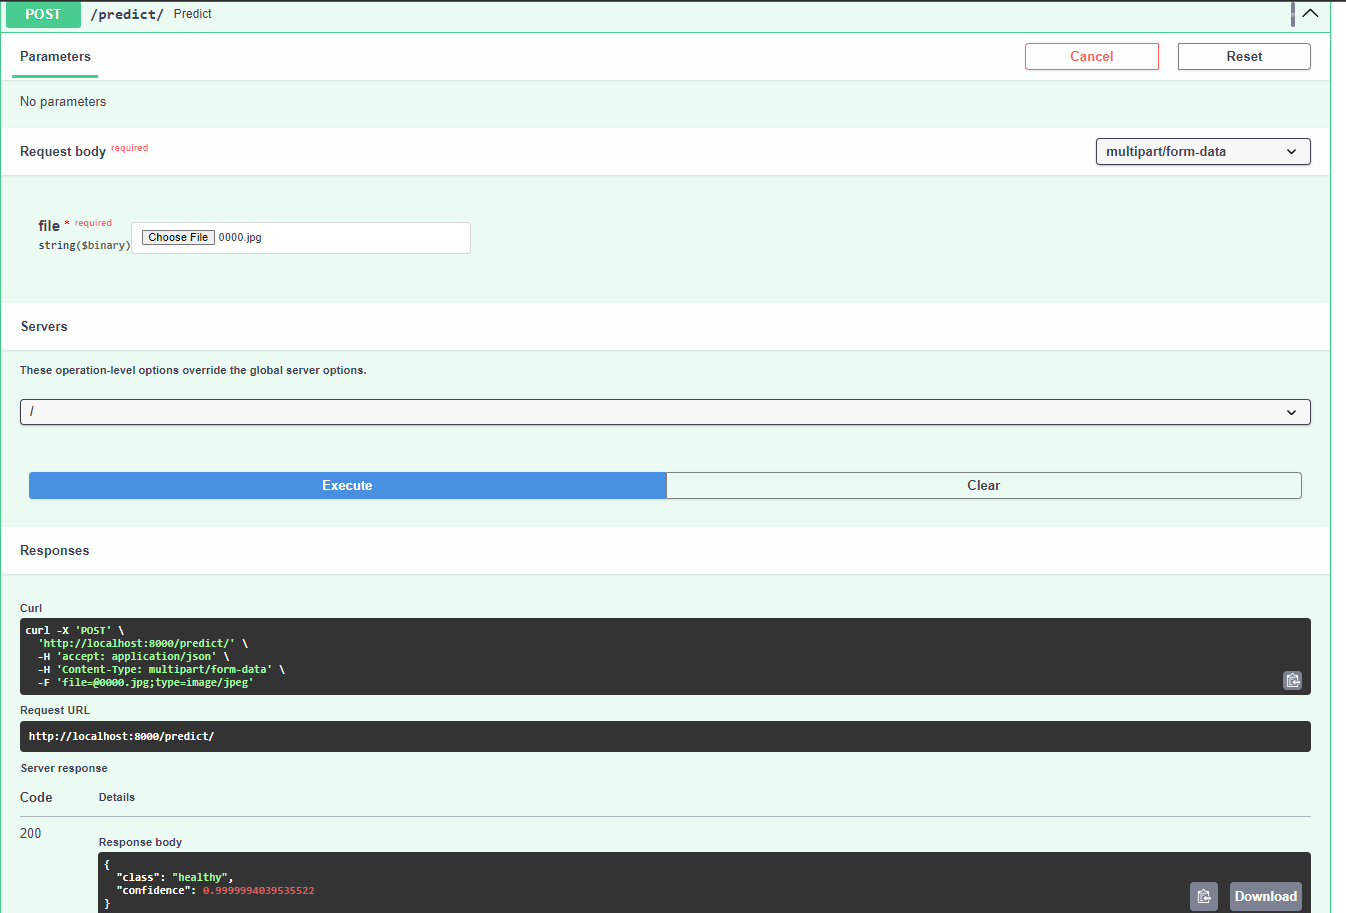 POST /predict/ Predict
Parameters Cancel Reset
No parameters
Request body required multipart/form-data
file * required
string($binary) Choose File 0000.jpg
Servers
These operation-level options override the global server options.
/
Execute Clear
Responses
Curl
curl -X 'POST' \
  'http://localhost:8000/predict/' \
  -H 'accept: application/json' \
  -H 'Content-Type: multipart/form-data' \
  -F 'file=@0000.jpg;type=image/jpeg'
Request URL
http://localhost:8000/predict/
Server response
Code Details
200
Response body
{
  "class": "healthy",
  "confidence": 0.9999994039535522
}
Download